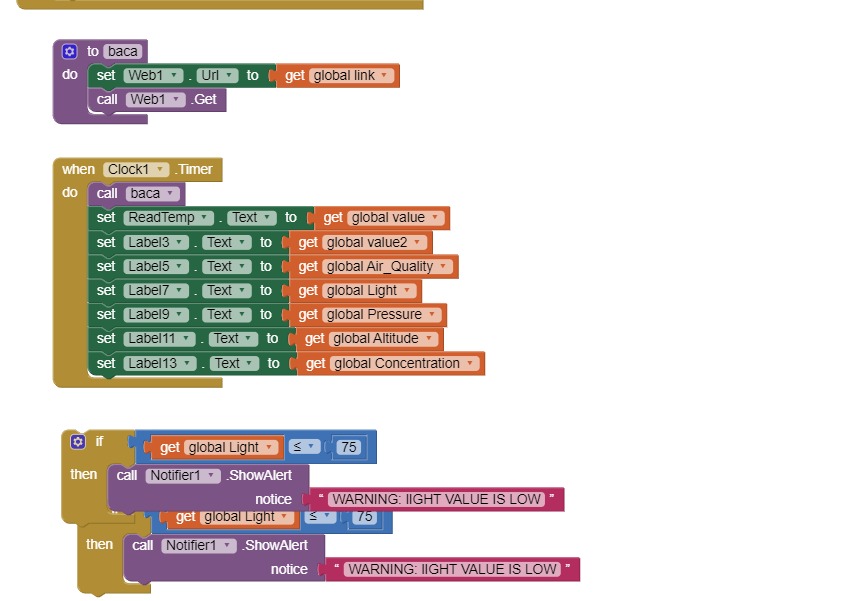 to baca
do set Web1 . Url to get global link
call Web1 .Get
when Clock1 .Timer
do call baca
set ReadTemp . Text to get global value
set Label3 . Text to get global value2
set Label5 . Text to get global Air_Quality
set Label7 . Text to get global Light
set Label9 . Text to get global Pressure
set Label11 . Text to get global Altitude
set Label13 . Text to get global Concentration
if get global Light ≤ 75
then call Notifier1 .ShowAlert
notice " WARNING: IIGHT VALUE IS LOW "
get global Light ≤ 75
then call Notifier1 .ShowAlert
notice " WARNING: IIGHT VALUE IS LOW "